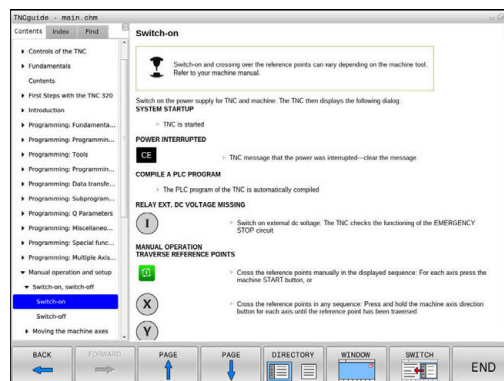 TNCguide - main.chm
Contents
Index
Find
Controls of the TNC
Fundamentals
Contents
First Steps with the TNC 320
Introduction
Programming: Fundamenta...
Programming: Programmin...
Programming: Tools
Programming: Programmin...
Programming: Data transfe...
Programming: Subprogram...
Programming: Q Parameters
Programming: Miscellaneo...
Programming: Special func...
Programming: Multiple Axis...
Manual operation and setup
Switch-on, switch-off
Switch-on
Switch-off
Moving the machine axes
Switch-on
Switch-on and crossing over the reference points can vary depending on the machine tool.
Refer to your machine manual.
Switch on the power supply for TNC and machine. The TNC then displays the following dialog:
SYSTEM STARTUP
TNC is started
POWER INTERRUPTED
CE
TNC message that the power was interrupted—clear the message
COMPILE A PLC PROGRAM
The PLC program of the TNC is automatically compiled
RELAY EXT. DC VOLTAGE MISSING
I
Switch on external dc voltage. The TNC checks the functioning of the EMERGENCY
STOP circuit
MANUAL OPERATION
TRAVERSE REFERENCE POINTS
Cross the reference points manually in the displayed sequence: For each axis press the
machine START button, or
X
Cross the reference points in any sequence: Press and hold the machine axis direction
button for each axis until the reference point has been traversed
Y
BACK
FORWARD
PAGE
PAGE
DIRECTORY
WINDOW
SWITCH
END